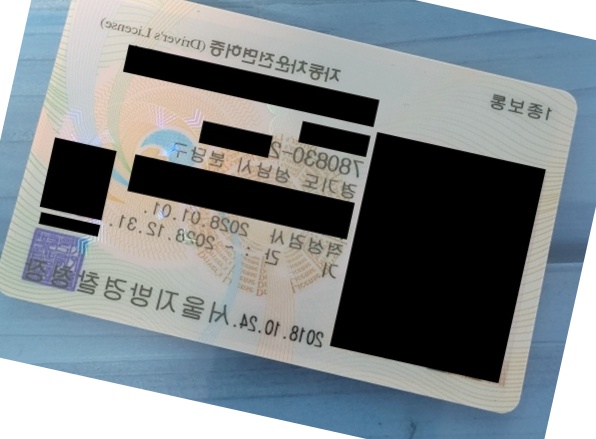 1종보통
자동차운전면허증 (Driver's License)
780830-2
경기도 성남시 분당구
적성검사 2028.01.01.
기 간 : 2028.12.31.
2018.10.24.
서울지방경찰청장